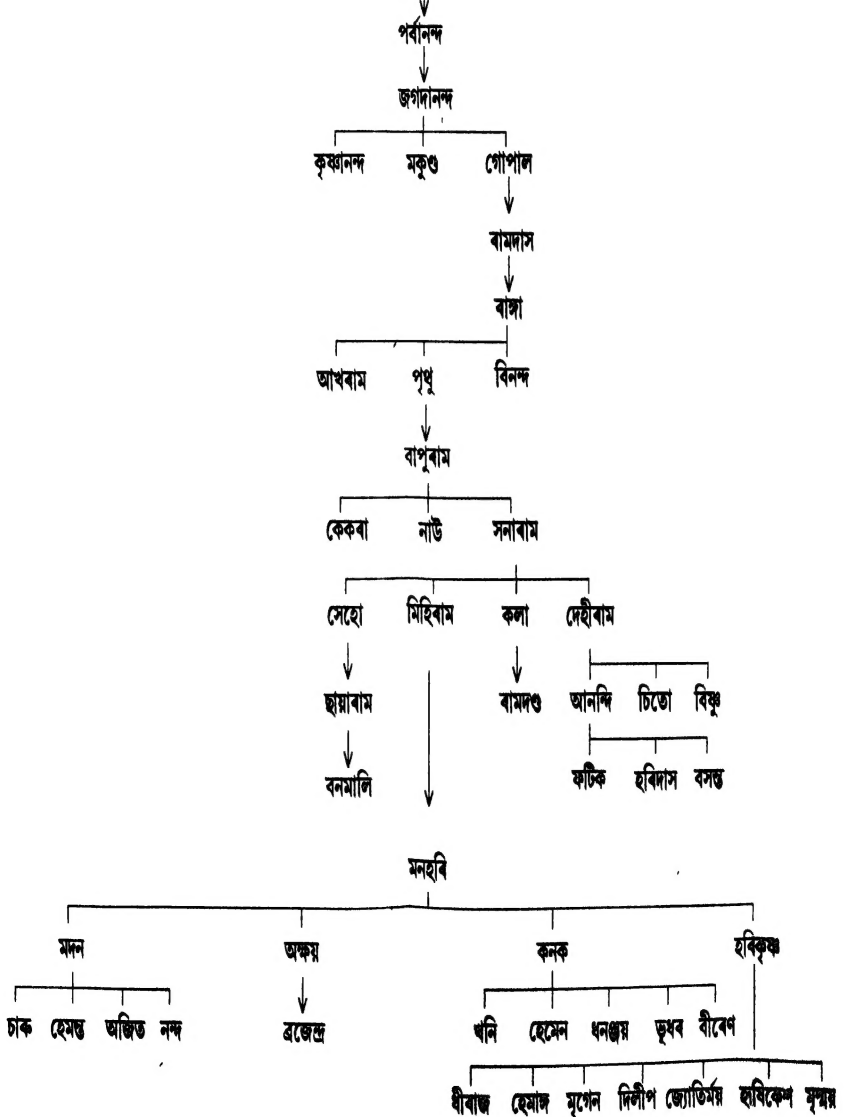 পৰ্বানন্দ
জগদানন্দ
কৃষ্ণানন্দ মকুণ্ড গোপাল
ৰামদাস
ৰাঙ্গা
আখৰাম পৃথু বিনন্দ
বাপুৰাম
কেকৰা নাউ সনাৰাম
সেহো মিহিৰাম কলা দেহীৰাম
ছায়াৰাম ৰামদণ্ড আনন্দি চিতো বিষ্ণু
বনমালি ফটিক হৰিদাস বসন্ত
মনহৰি
মদন অক্ষয় কনক হৰিকৃষ্ণ
চাক হেমন্ত অজিত নন্দ ব্ৰজেন্দ্ৰ খনি হেমেন ধনঞ্জয় ভূধৰ বীৰেণ
ধীৰাজ হেমাঙ্গ মৃগেন দিলীপ জ্যোতিৰ্ময় হৃষিকেশ মৃণ্ময়